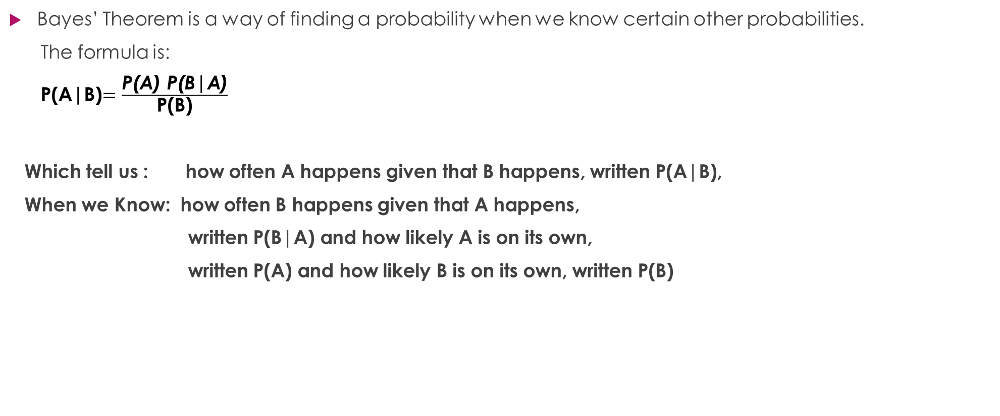 Bayes’ Theorem is a way of finding a probability when we know certain other probabilities.
The formula is:
P(A|B)= P(A) P(B|A)
P(B)
Which tell us : how often A happens given that B happens, written P(A|B),
When we Know: how often B happens given that A happens,
written P(B|A) and how likely A is on its own,
written P(A) and how likely B is on its own, written P(B)